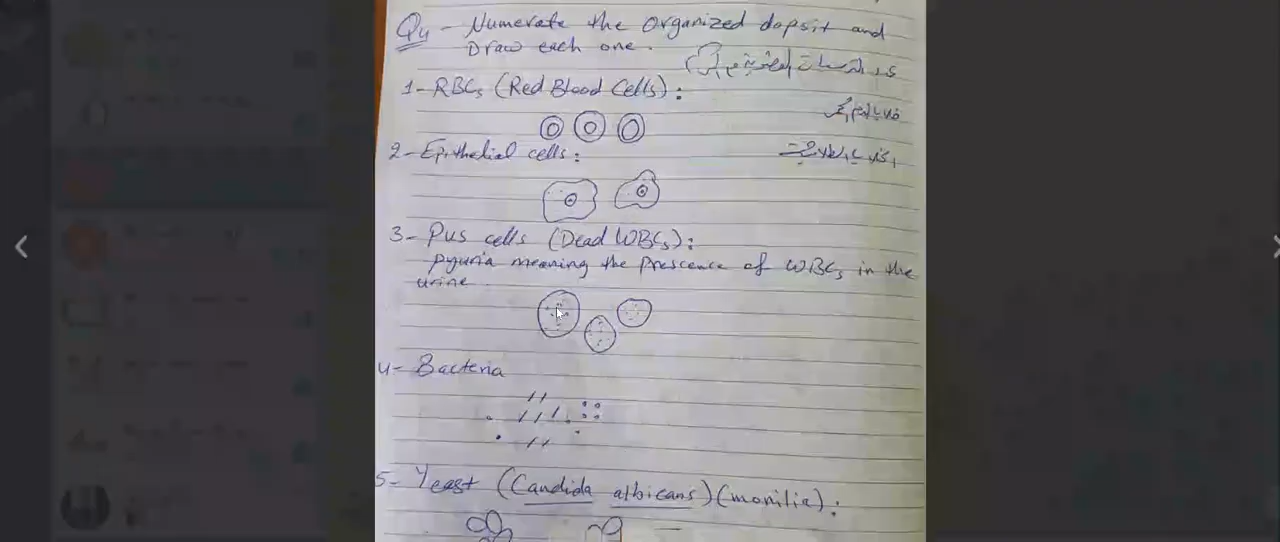 Q4 - Numerate the organized dopsit and
Draw each one.
1- RBCs (Red Blood Cells):
2- Epithelial cells:
3- Pus cells (Dead WBCs):
pyuria meaning the prescence of WBCs in the
urine
4- Bacteria
5- Yeast (Candida albicans)(monilia):